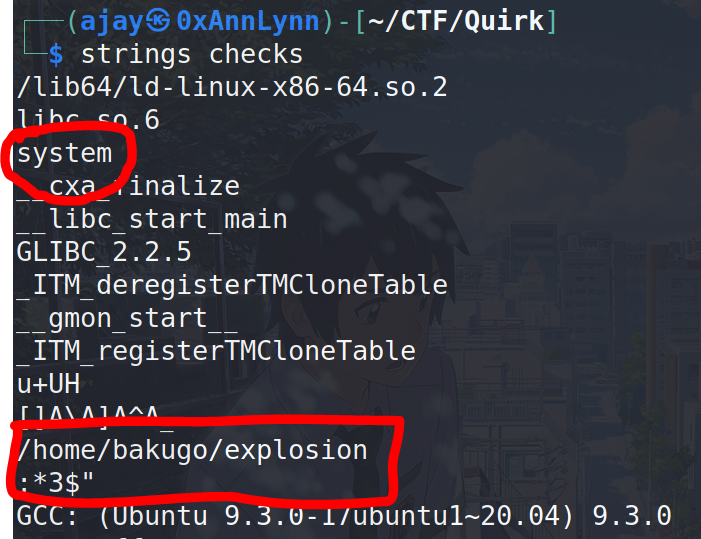 (ajay㉿0xAnnLynn)-[~/CTF/Quirk]
$ strings checks
/lib64/ld-linux-x86-64.so.2
libc.so.6
system
__cxa_finalize
__libc_start_main
GLIBC_2.2.5
_ITM_deregisterTMCloneTable
__gmon_start__
_ITM_registerTMCloneTable
u+UH
[]A\A]A^A_
/home/bakugo/explosion
:*3$"
GCC: (Ubuntu 9.3.0-17ubuntu1~20.04) 9.3.0